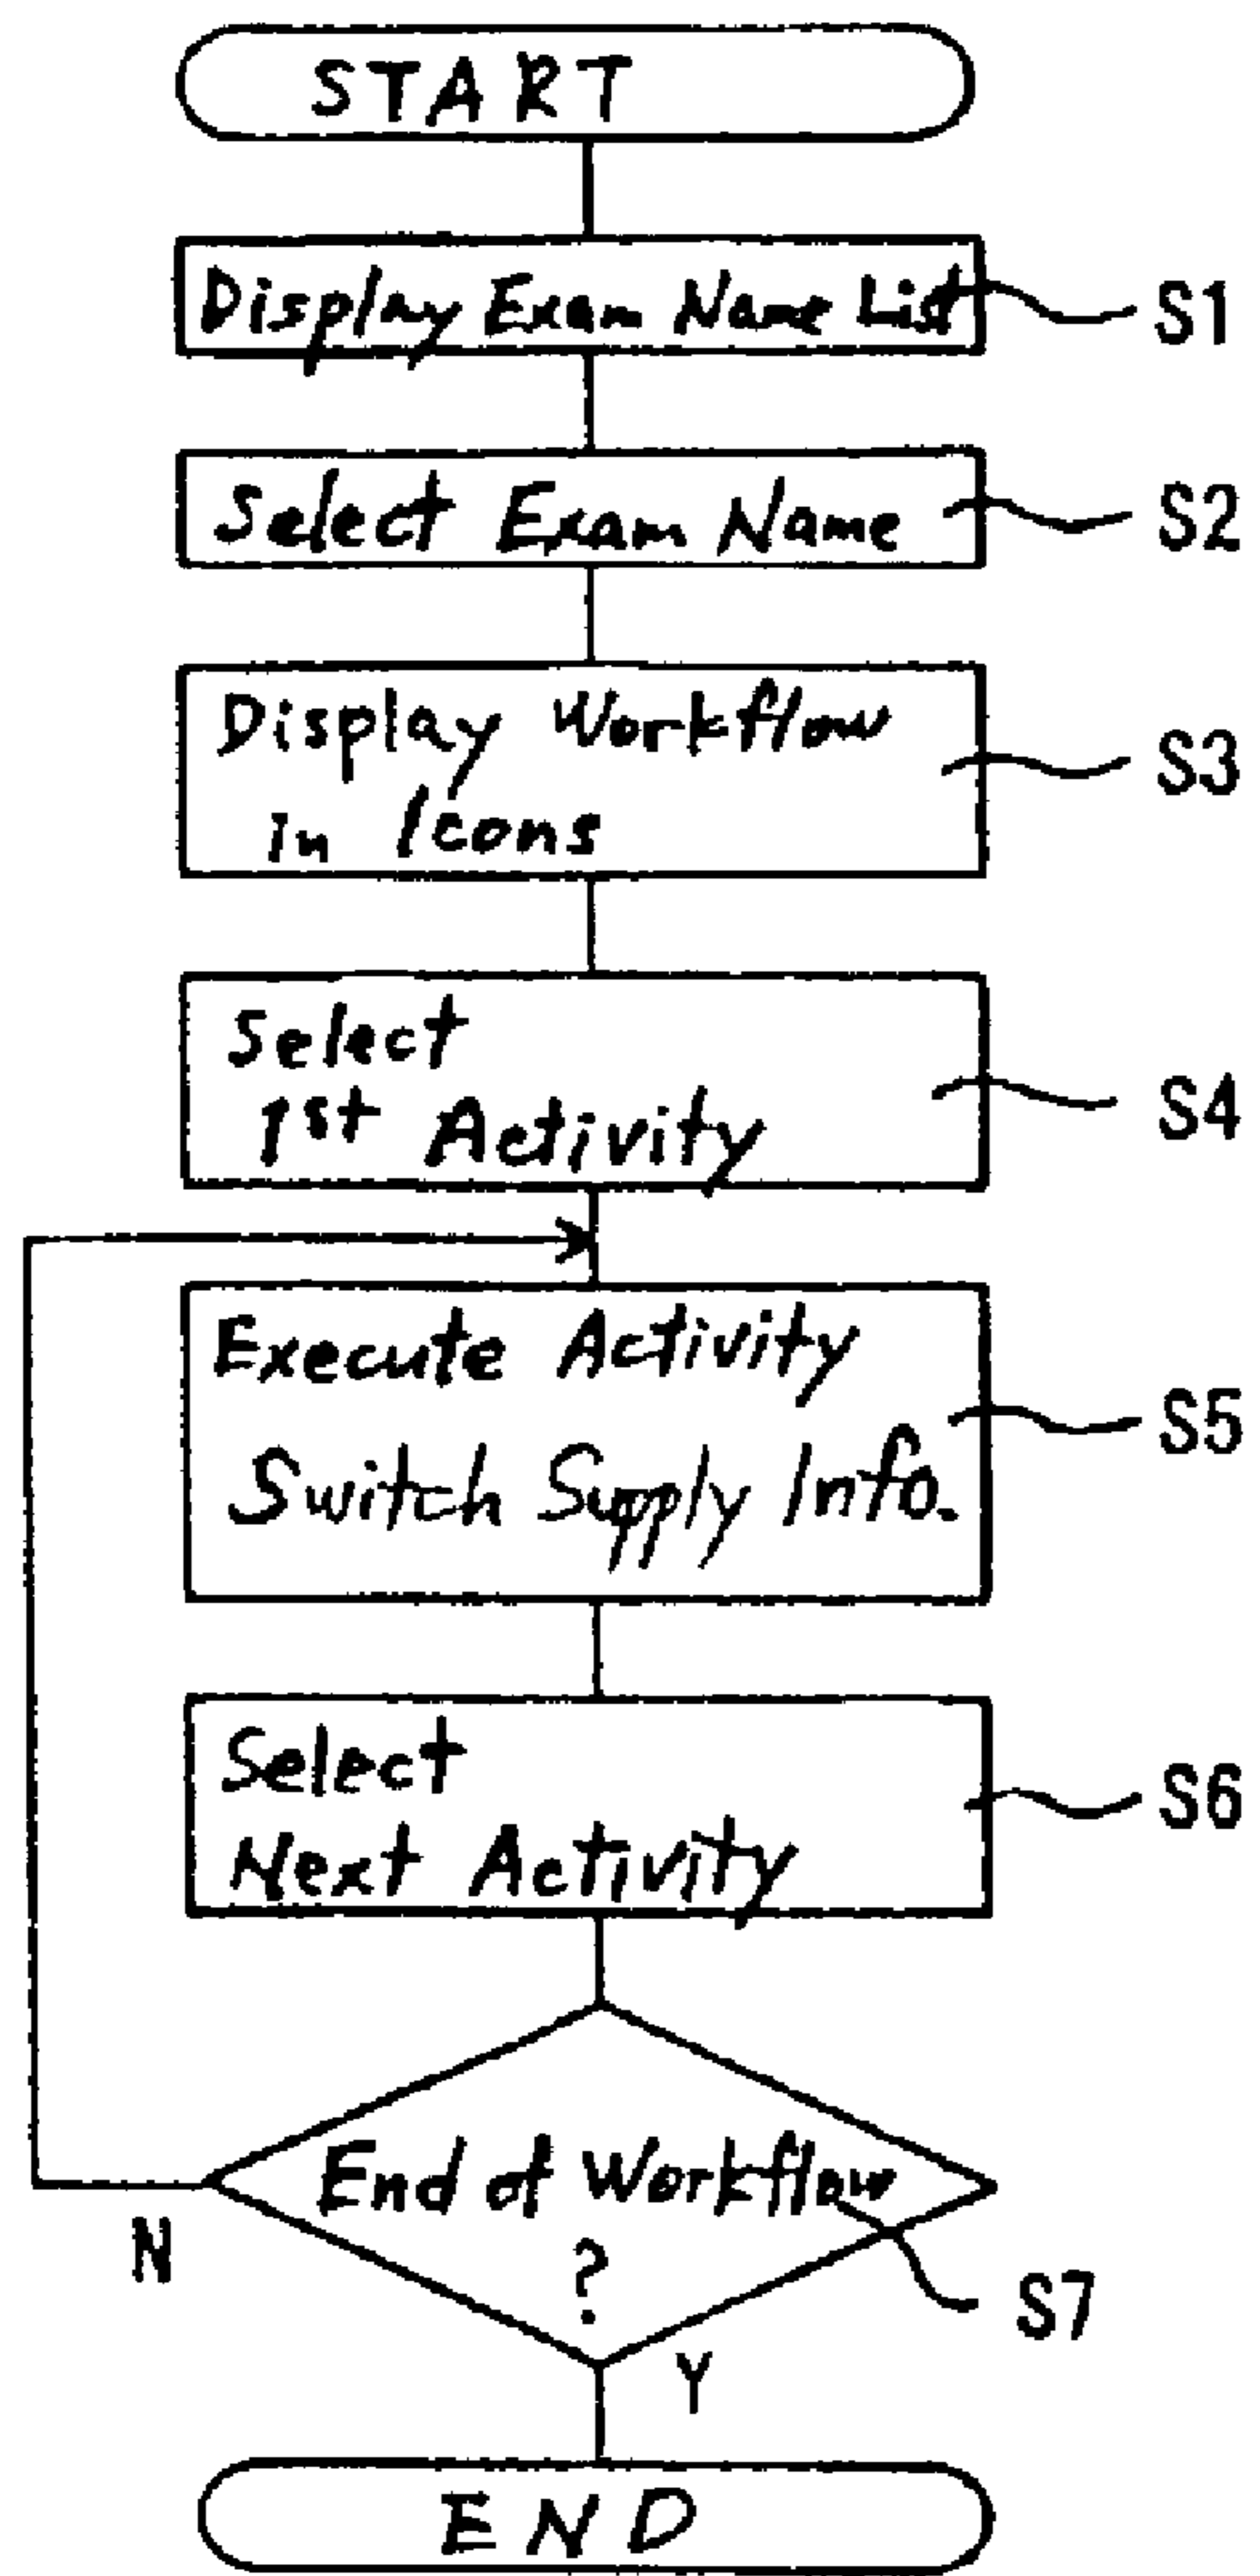 START
Display Exam Name List
S1
Select Exam Name
S2
Display Workflow
In Icons
S3
Select
1st Activity
S4
Execute Activity
Switch Supply Info.
S5
Select
Next Activity
S6
End of Workflow
?
N
S7
Y
END